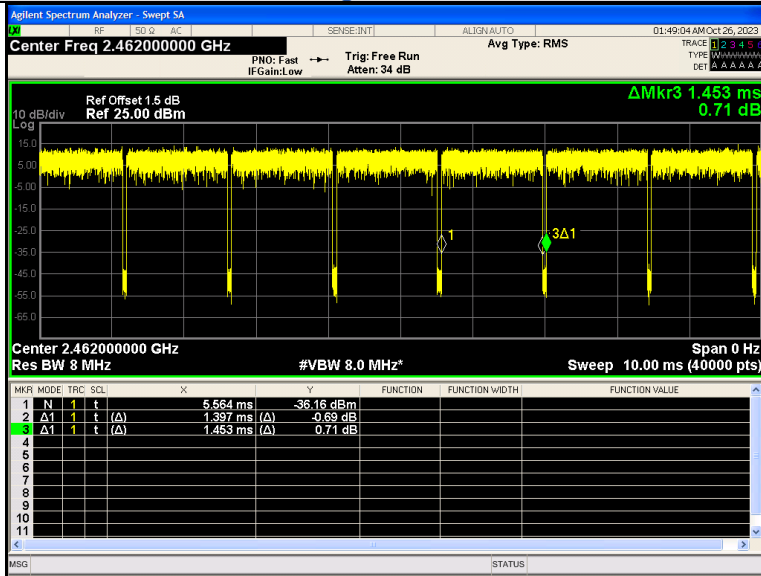 Agilent Spectrum Analyzer - Swept SA
LXI RF 50 Ω AC SENSE:INT ALIGN AUTO 01:49:04 AM Oct 26, 2023
Center Freq 2.462000000 GHz Avg Type: RMS TRACE 1 2 3 4 5 6
PNO: Fast Trig: Free Run TYPE
IFGain:Low Atten: 34 dB DET A A A A A
ΔMkr3 1.453 ms
Ref Offset 1.5 dB
10 dB/div Ref 25.00 dBm 0.71 dB
Log
15.0
5.00
-5.00
-15.0
-25.0
1 3Δ1
-35.0
-45.0
-55.0
-65.0
Center 2.462000000 GHz Span 0 Hz
Res BW 8 MHz #VBW 8.0 MHz* Sweep 10.00 ms (40000 pts)
MKR MODE TRC SCL X Y FUNCTION FUNCTION WIDTH FUNCTION VALUE
1 N 1 t 5.564 ms -36.16 dBm
2 Δ1 1 t (Δ) 1.397 ms (Δ) -0.69 dB
3 Δ1 1 t (Δ) 1.453 ms (Δ) 0.71 dB
4
5
6
7
8
9
10
11
MSG STATUS